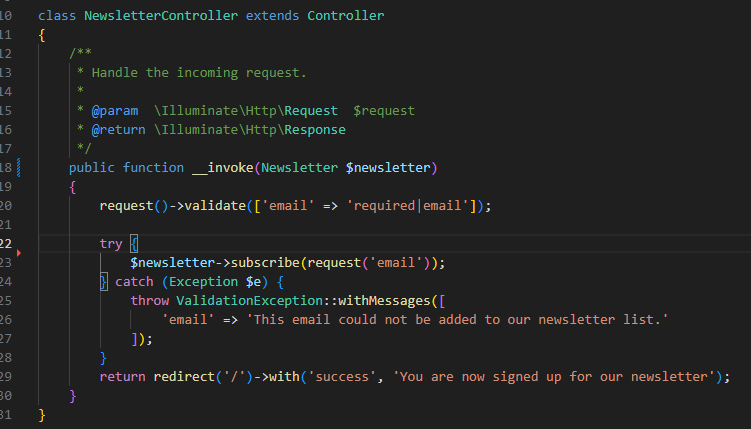 10 class NewsletterController extends Controller
11 {
12     /**
13      * Handle the incoming request.
14      *
15      * @param  \Illuminate\Http\Request  $request
16      * @return \Illuminate\Http\Response
17      */
18     public function __invoke(Newsletter $newsletter)
19     {
20         request()->validate(['email' => 'required|email']);
21
22         try {
23             $newsletter->subscribe(request('email'));
24         } catch (Exception $e) {
25             throw ValidationException::withMessages([
26                 'email' => 'This email could not be added to our newsletter list.'
27             ]);
28         }
29         return redirect('/')->with('success', 'You are now signed up for our newsletter');
30     }
31 }